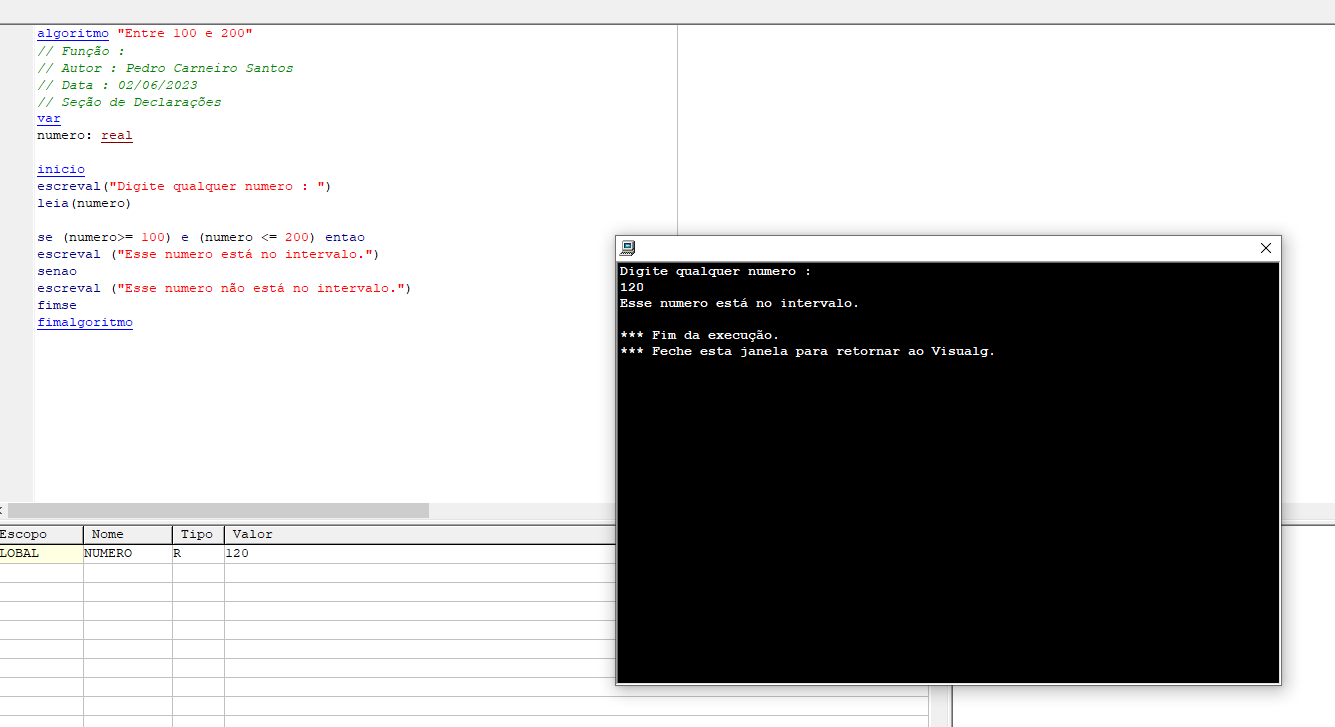 algoritmo "Entre 100 e 200"
// Função :
// Autor : Pedro Carneiro Santos
// Data : 02/06/2023
// Seção de Declarações
var
numero: real
inicio
escreval("Digite qualquer numero : ")
leia(numero)
se (numero>= 100) e (numero <= 200) entao
escreval ("Esse numero está no intervalo.")
senao
escreval ("Esse numero não está no intervalo.")
fimse
fimalgoritmo
Digite qualquer numero :
120
Esse numero está no intervalo.
*** Fim da execução.
*** Feche esta janela para retornar ao Visualg.
Escopo Nome Tipo Valor
LOBAL NUMERO R 120